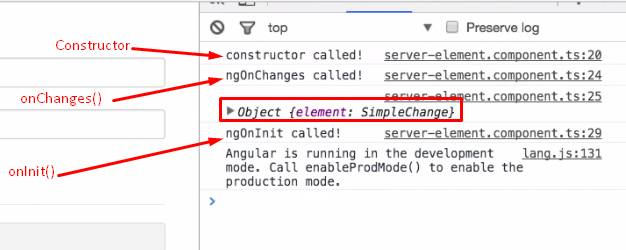 top Preserve log
Constructor
constructor called! server-element.component.ts:20
ngOnChanges called! server-element.component.ts:24
onChanges()
server-element.component.ts:25
Object {element: SimpleChange}
ngOnInit called! server-element.component.ts:29
onInit()
Angular is running in the development lang.js:131
mode. Call enableProdMode() to enable the
production mode.